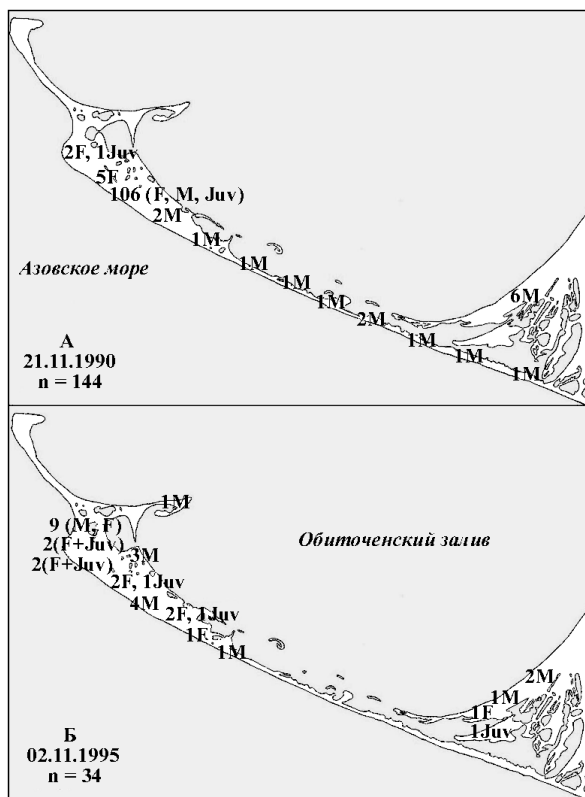 2F, 1Juv
5F
106 (F, M, Juv)
2M
1M
1M
1M
1M
2M
1M
1M
1M
6M
Азовское море
А
21.11.1990
n = 144
1M
9 (M, F)
2(F+Juv)
2(F+Juv)
3M
2F, 1Juv
4M
2F, 1Juv
1F
1M
Обиточенский залив
2M
1M
1F
1Juv
Б
02.11.1995
n = 34